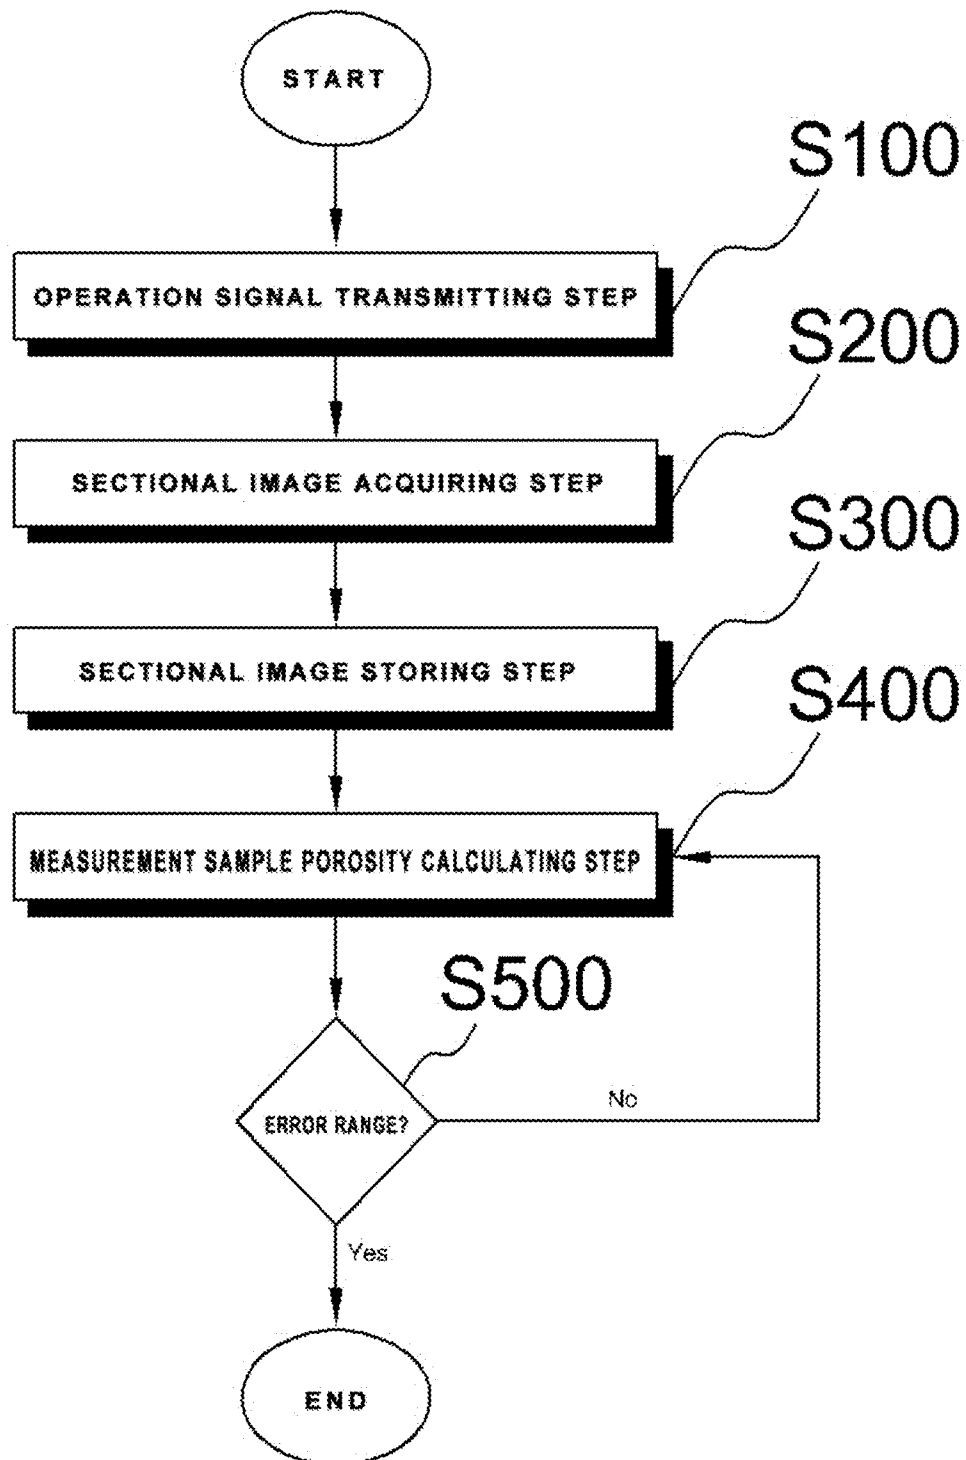 START
S100
OPERATION SIGNAL TRANSMITTING STEP
S200
SECTIONAL IMAGE ACQUIRING STEP
S300
SECTIONAL IMAGE STORING STEP
S400
MEASUREMENT SAMPLE POROSITY CALCULATING STEP
S500
No
ERROR RANGE?
Yes
END